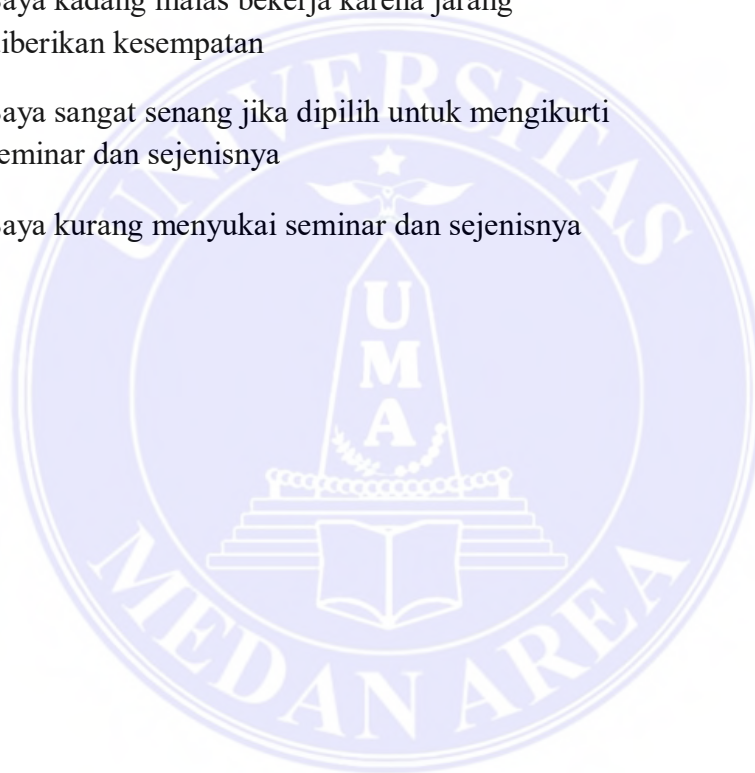 aya kadang malas bekerja karena jarang
iberikan kesempatan
aya sangat senang jika dipilih untuk mengikurti
eminar dan sejenisnya
aya kurang menyukai seminar dan sejenisnya
UNIVERSITAS
UMA
MEDAN AREA